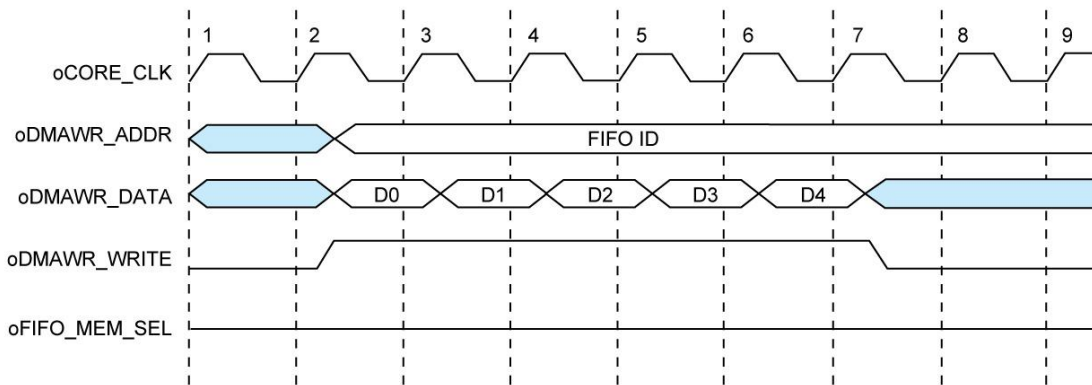 1 2 3 4 5 6 7 8 9
oCORE_CLK
oDMAWR_ADDR FIFO ID
oDMAWR_DATA D0 D1 D2 D3 D4
oDMAWR_WRITE
oFIFO_MEM_SEL